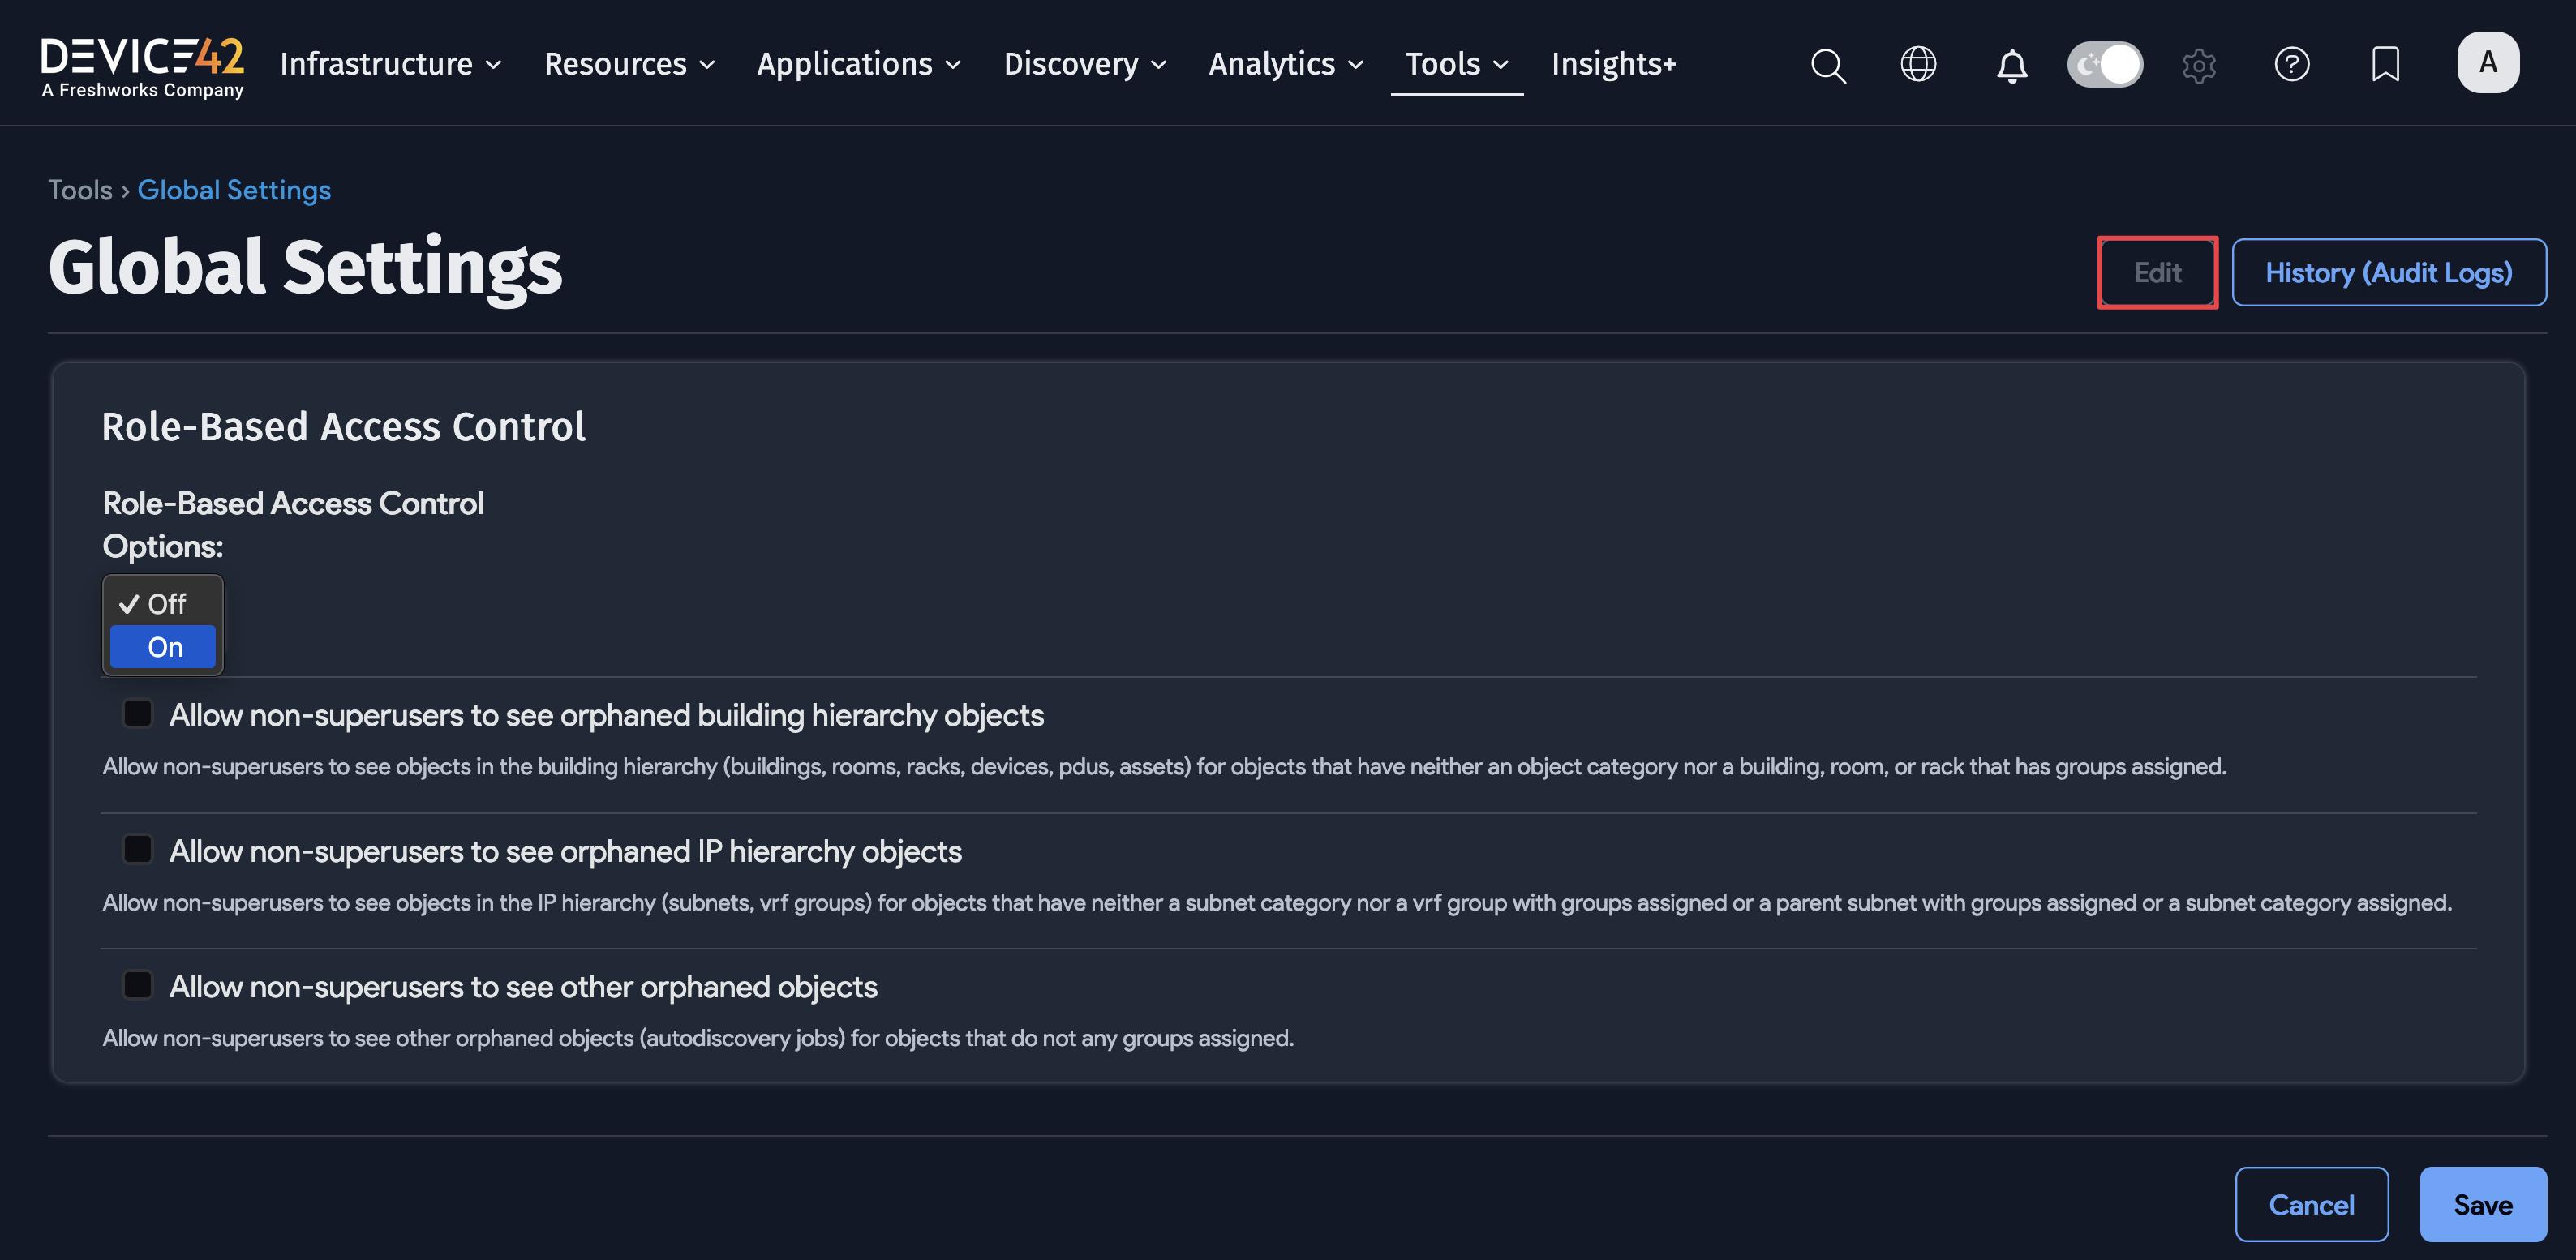 DEVICE42
A Freshworks Company
Infrastructure
Resources
Applications
Discovery
Analytics
Tools
Insights+
A
Tools › Global Settings
Global Settings
Edit
History (Audit Logs)
Role-Based Access Control
Role-Based Access Control
Options:
✓ Off
On
Allow non-superusers to see orphaned building hierarchy objects
Allow non-superusers to see objects in the building hierarchy (buildings, rooms, racks, devices, pdus, assets) for objects that have neither an object category nor a building, room, or rack that has groups assigned.
Allow non-superusers to see orphaned IP hierarchy objects
Allow non-superusers to see objects in the IP hierarchy (subnets, vrf groups) for objects that have neither a subnet category nor a vrf group with groups assigned or a parent subnet with groups assigned or a subnet category assigned.
Allow non-superusers to see other orphaned objects
Allow non-superusers to see other orphaned objects (autodiscovery jobs) for objects that do not any groups assigned.
Cancel
Save